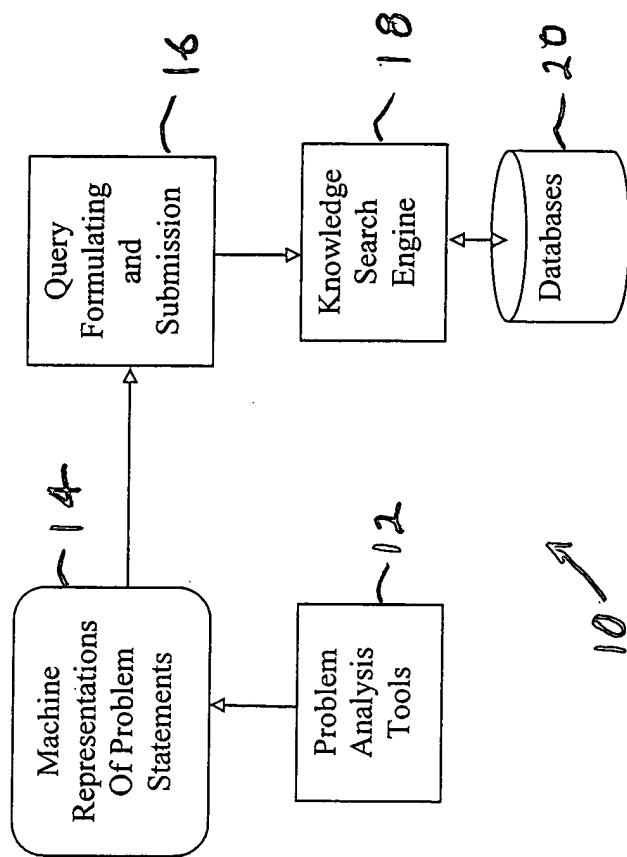 Machine
Representations
Of Problem
Statements
14
Query
Formulating
and
Submission
16
Problem
Analysis
Tools
12
Knowledge
Search
Engine
18
Databases
20
10